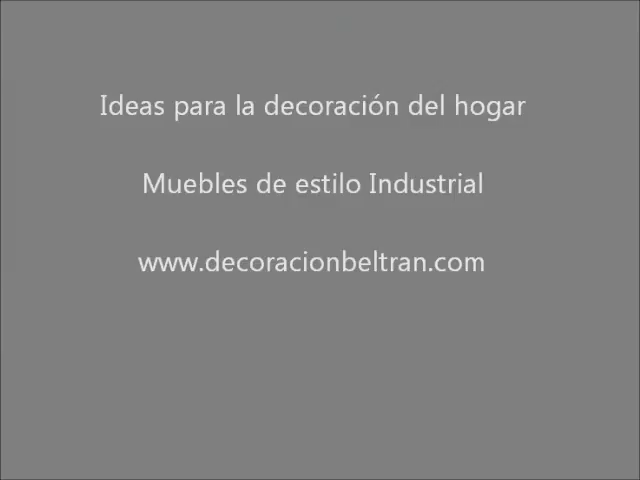 Ideas para la decoración del hogar
Muebles de estilo Industrial
www.decoracionbeltran.com